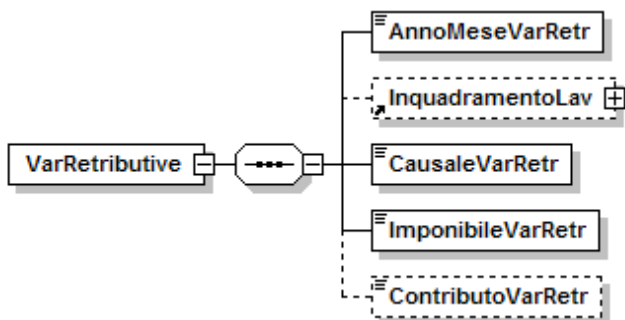 AnnoMeseVarRetr
InquadramentoLav
VarRetributive
CausaleVarRetr
ImponibileVarRetr
ContributoVarRetr